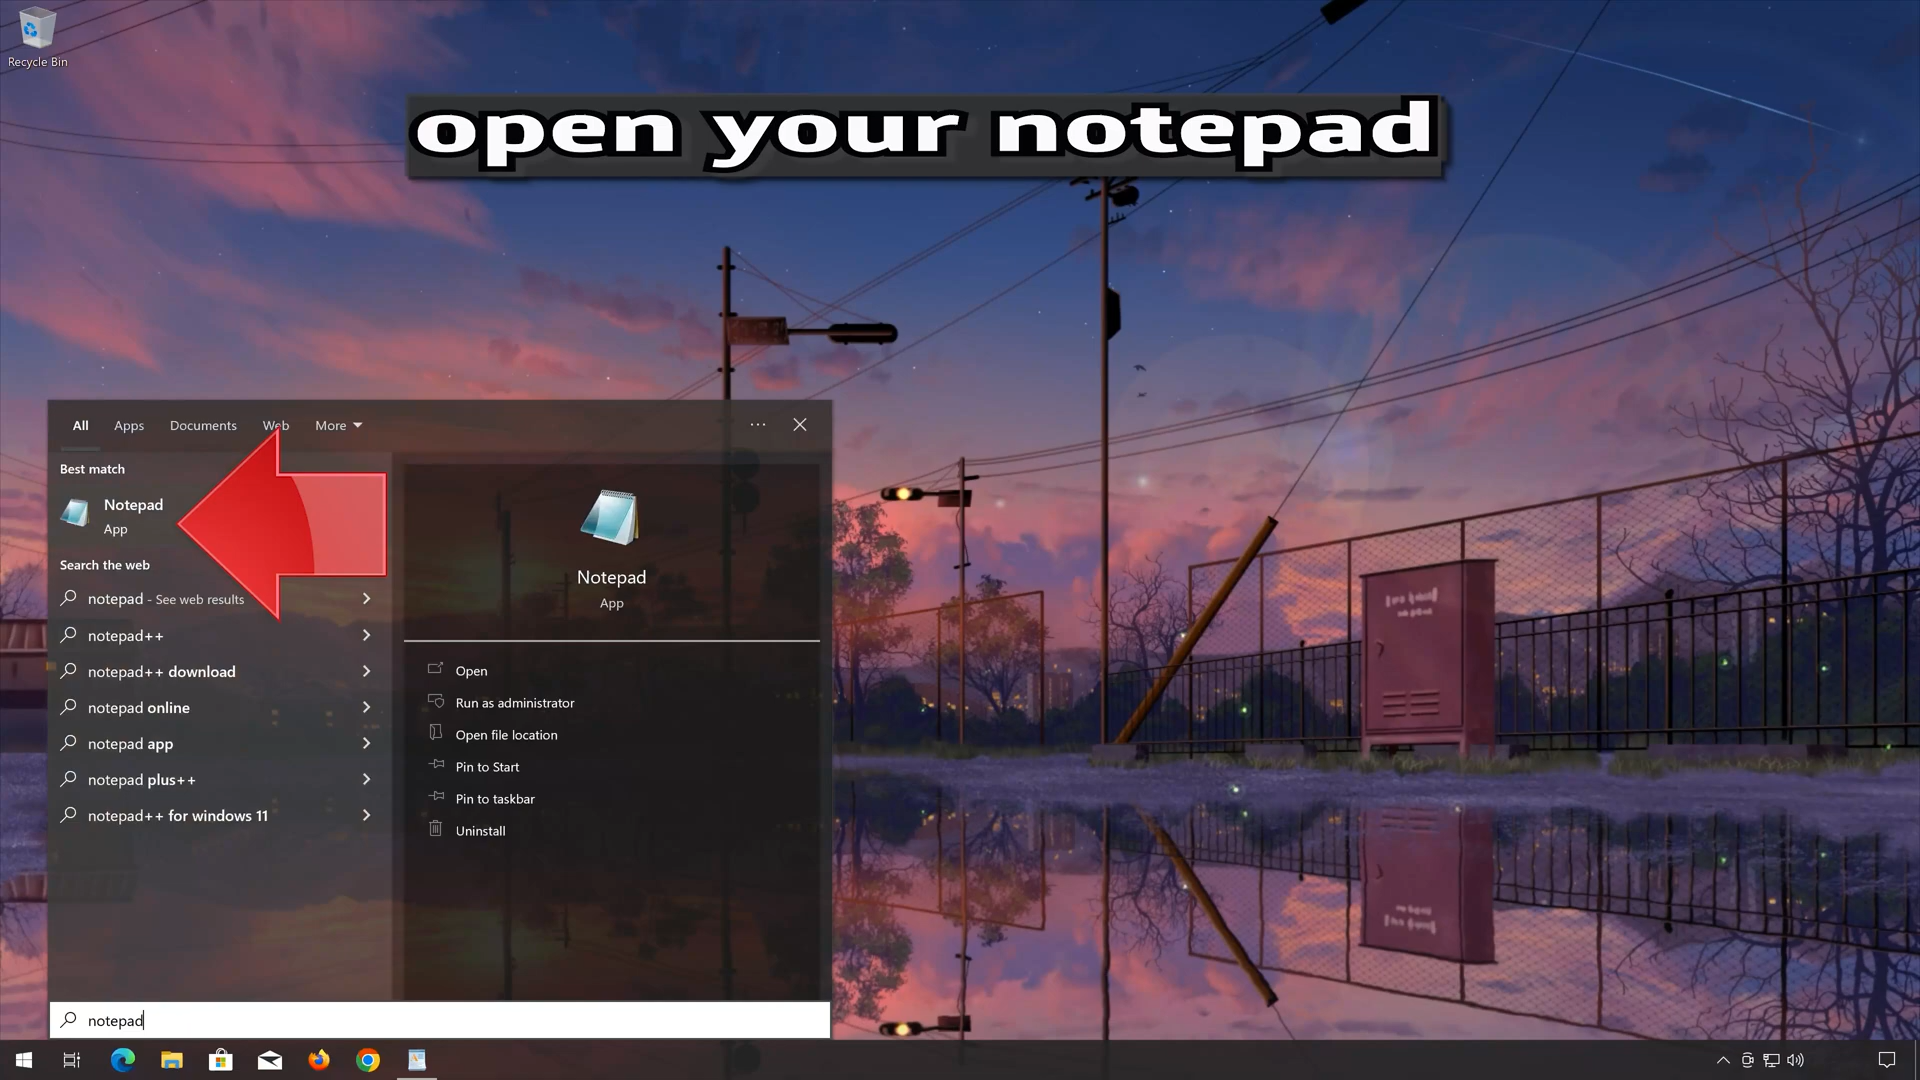 Recycle Bin
open your notepad
All Apps Documents Web More
Best match
Notepad
App
Search the web
notepad - See web results
notepad++
notepad++ download
notepad online
notepad app
notepad plus++
notepad++ for windows 11
Notepad
App
Open
Run as administrator
Open file location
Pin to Start
Pin to taskbar
Uninstall
notepad